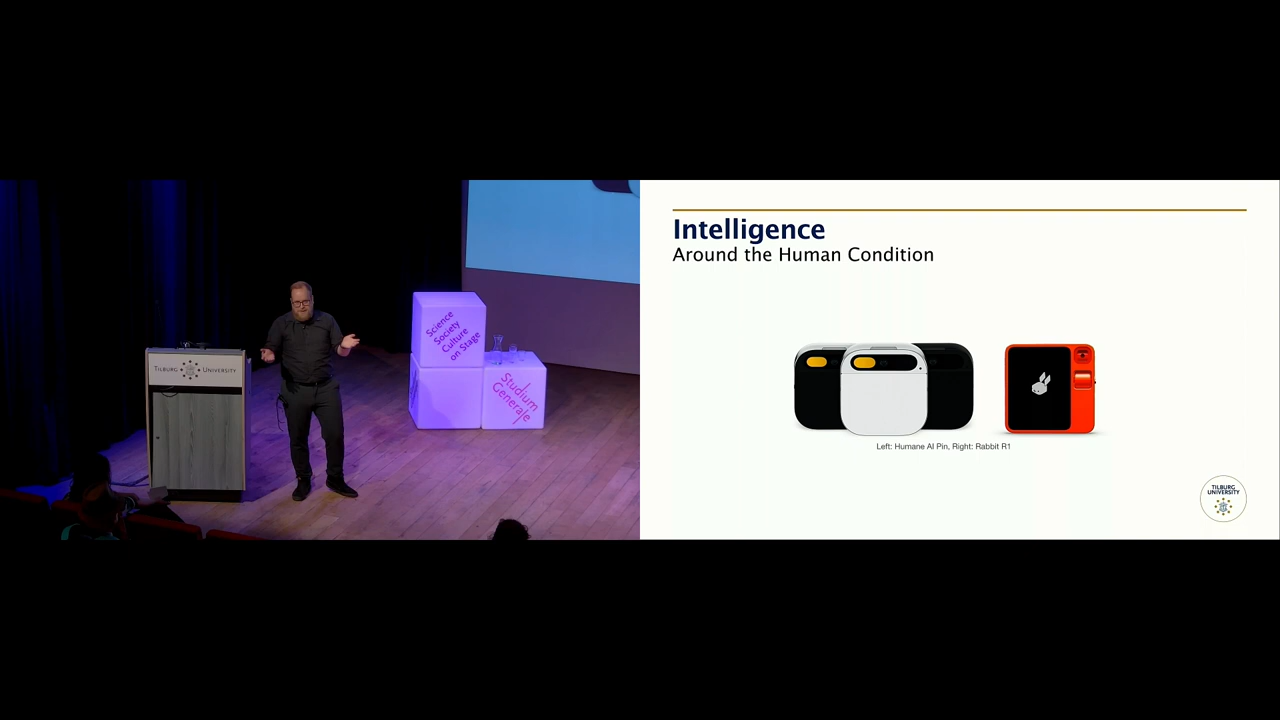 TILBURG UNIVERSITY
Science
Society
Culture
on Stage
Studium
Generale
Intelligence
Around the Human Condition
Left: Humane AI Pin, Right: Rabbit R1
TILBURG
UNIVERSITY